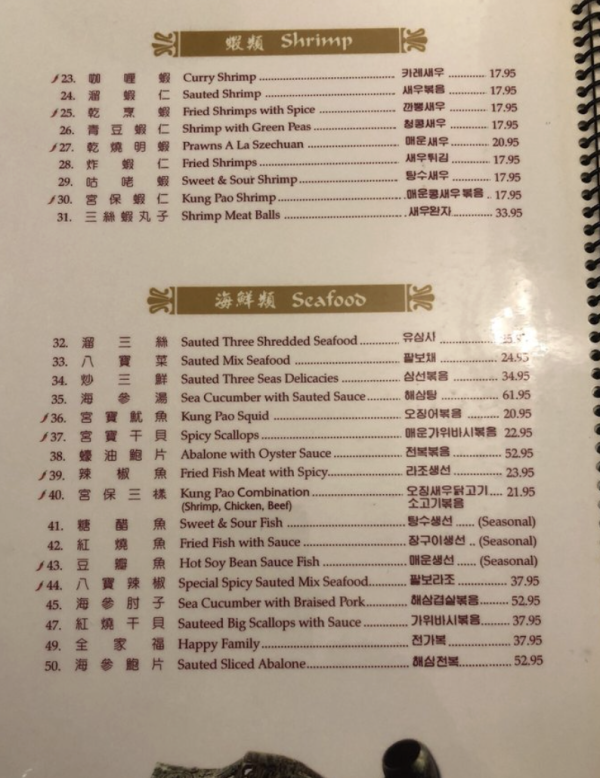 蝦類 Shrimp
23. 咖喱蝦 Curry Shrimp 카레새우 17.95
24. 溜蝦仁 Sauted Shrimp 새우볶음 17.95
25. 乾烹蝦 Fried Shrimps with Spice 깐뽕새우 17.95
26. 青豆蝦仁 Shrimp with Green Peas 청콩새우 17.95
27. 乾燒明蝦 Prawns A La Szechuan 매운새우 20.95
28. 炸蝦仁 Fried Shrimps 새우튀김 17.95
29. 咕咾蝦 Sweet & Sour Shrimp 탕수새우 17.95
30. 宮保蝦仁 Kung Pao Shrimp 매운콩새우볶음 17.95
31. 三絲蝦丸子 Shrimp Meat Balls 새우완자 33.95
海鮮類 Seafood
32. 溜三絲 Sauted Three Shredded Seafood 유삼사
33. 八寶菜 Sauted Mix Seafood 팔보채 24.95
34. 炒三鮮 Sauted Three Seas Delicacies 삼선볶음 34.95
35. 海參湯 Sea Cucumber with Sauted Sauce 해삼탕 61.95
36. 宮寶魷魚 Kung Pao Squid 오징어볶음 20.95
37. 宮寶干貝 Spicy Scallops 매운가위바시볶음 22.95
38. 蠔油鮑片 Abalone with Oyster Sauce 전복볶음 52.95
39. 辣椒魚 Fried Fish Meat with Spicy 라조생선 23.95
40. 宮保三樣 Kung Pao Combination 오징새우닭고기 21.95
(Shrimp, Chicken, Beef) 소고기볶음
41. 糖醋魚 Sweet & Sour Fish 탕수생선 (Seasonal)
42. 紅燒魚 Fried Fish with Sauce 장구이생선 (Seasonal)
43. 豆瓣魚 Hot Soy Bean Sauce Fish 매운생선 (Seasonal)
44. 八寶辣椒 Special Spicy Sauted Mix Seafood 팔보라조 37.95
45. 海參肘子 Sea Cucumber with Braised Pork 해삼겹살볶음 52.95
47. 紅燒干貝 Sauteed Big Scallops with Sauce 가위바시볶음 37.95
49. 全家福 Happy Family 전가복 37.95
50. 海參鮑片 Sauted Sliced Abalone 해삼전복 52.95